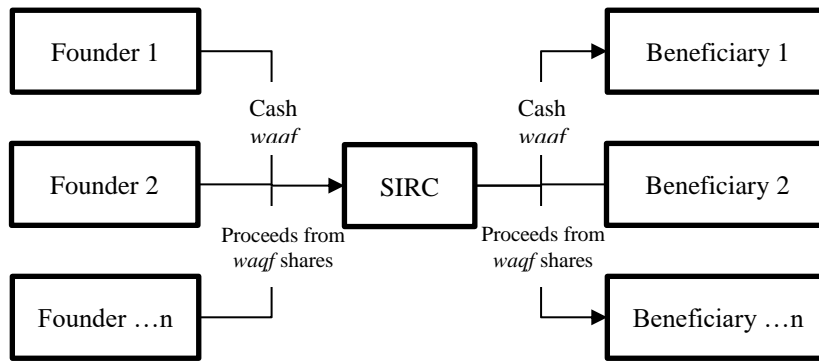 Founder 1
Cash
waqf
Cash
waqf
Beneficiary 1
Founder 2
SIRC
Beneficiary 2
Proceeds from
waqf shares
Proceeds from
waqf shares
Founder …n
Beneficiary …n